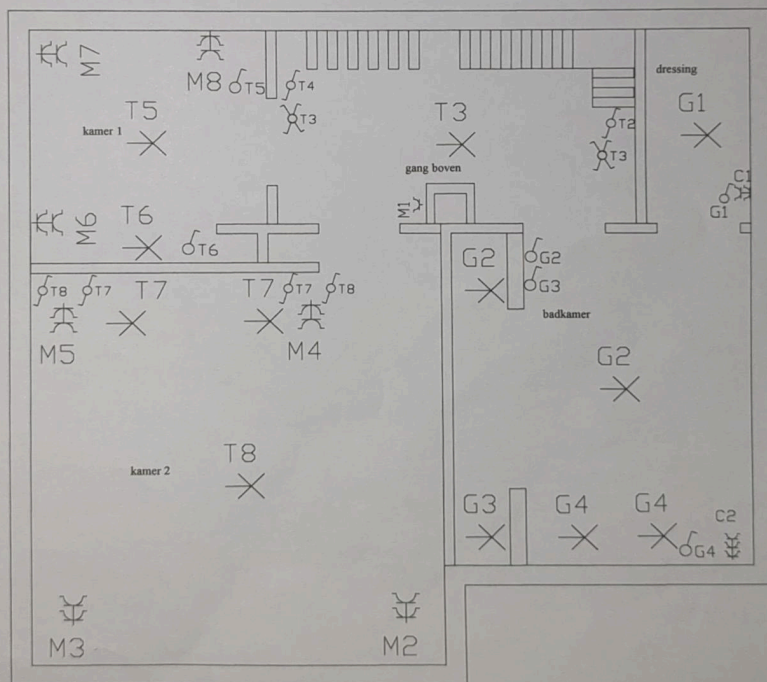 M7
M8
T5
T4
dressing
T5
T3
T3
T2
G1
kamer 1
T3
gang boven
C1
M6
T6
M1
G1
T6
G2
G2
T8
T7
T7
T7
T7
T8
G3
M5
M4
badkamer
G2
T8
kamer 2
G3
G4
G4
C2
G4
M3
M2